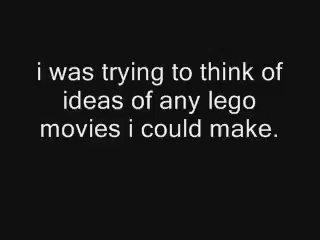 i was trying to think of
ideas of any lego
movies i could make.